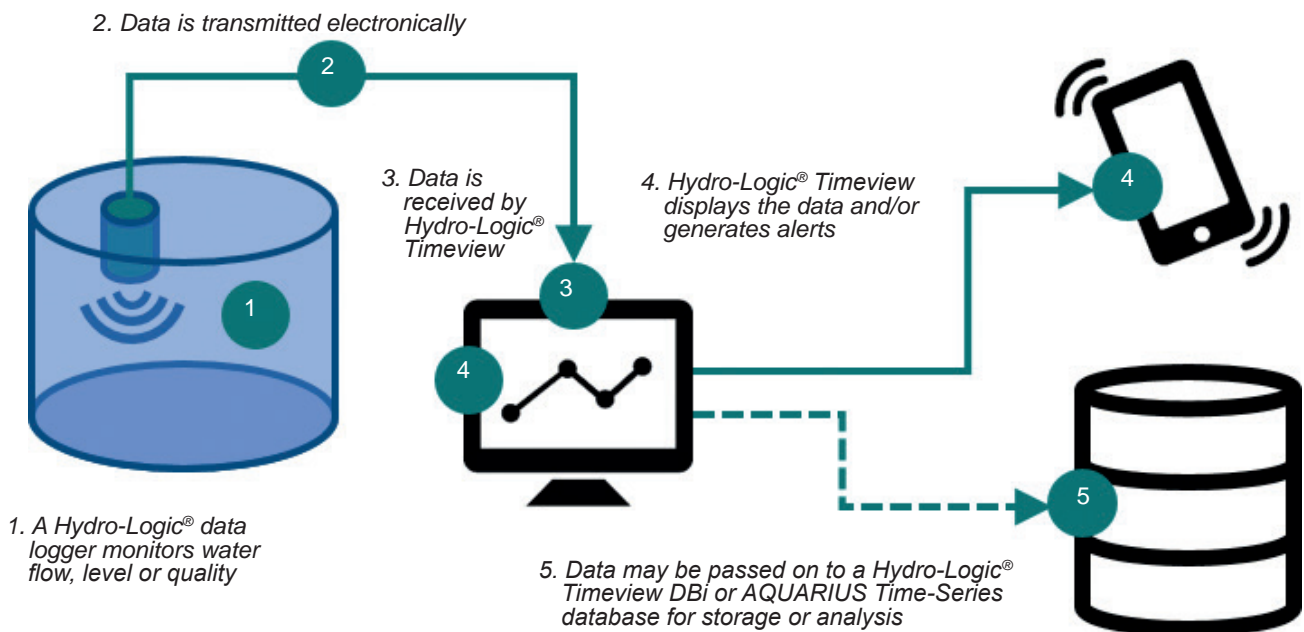 2. Data is transmitted electronically
2
3. Data is
received by
Hydro-Logic®
Timeview
4. Hydro-Logic® Timeview
displays the data and/or
generates alerts
4
1
3
4
5
1. A Hydro-Logic® data
logger monitors water
flow, level or quality
5. Data may be passed on to a Hydro-Logic®
Timeview DBi or AQUARIUS Time-Series
database for storage or analysis